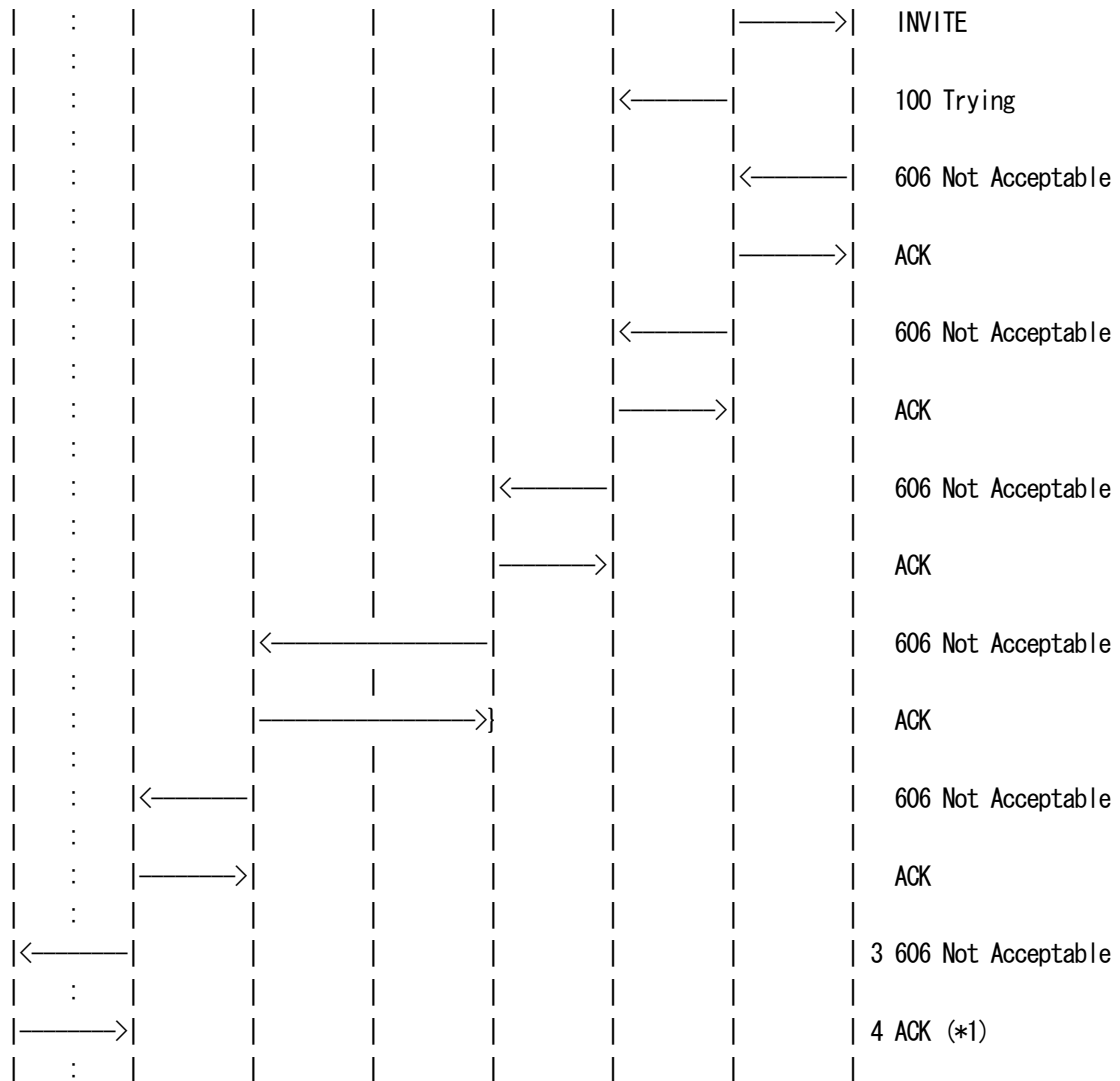 INVITE
100 Trying
606 Not Acceptable
ACK
606 Not Acceptable
ACK
606 Not Acceptable
ACK
606 Not Acceptable
ACK
606 Not Acceptable
ACK
3 606 Not Acceptable
4 ACK (*1)